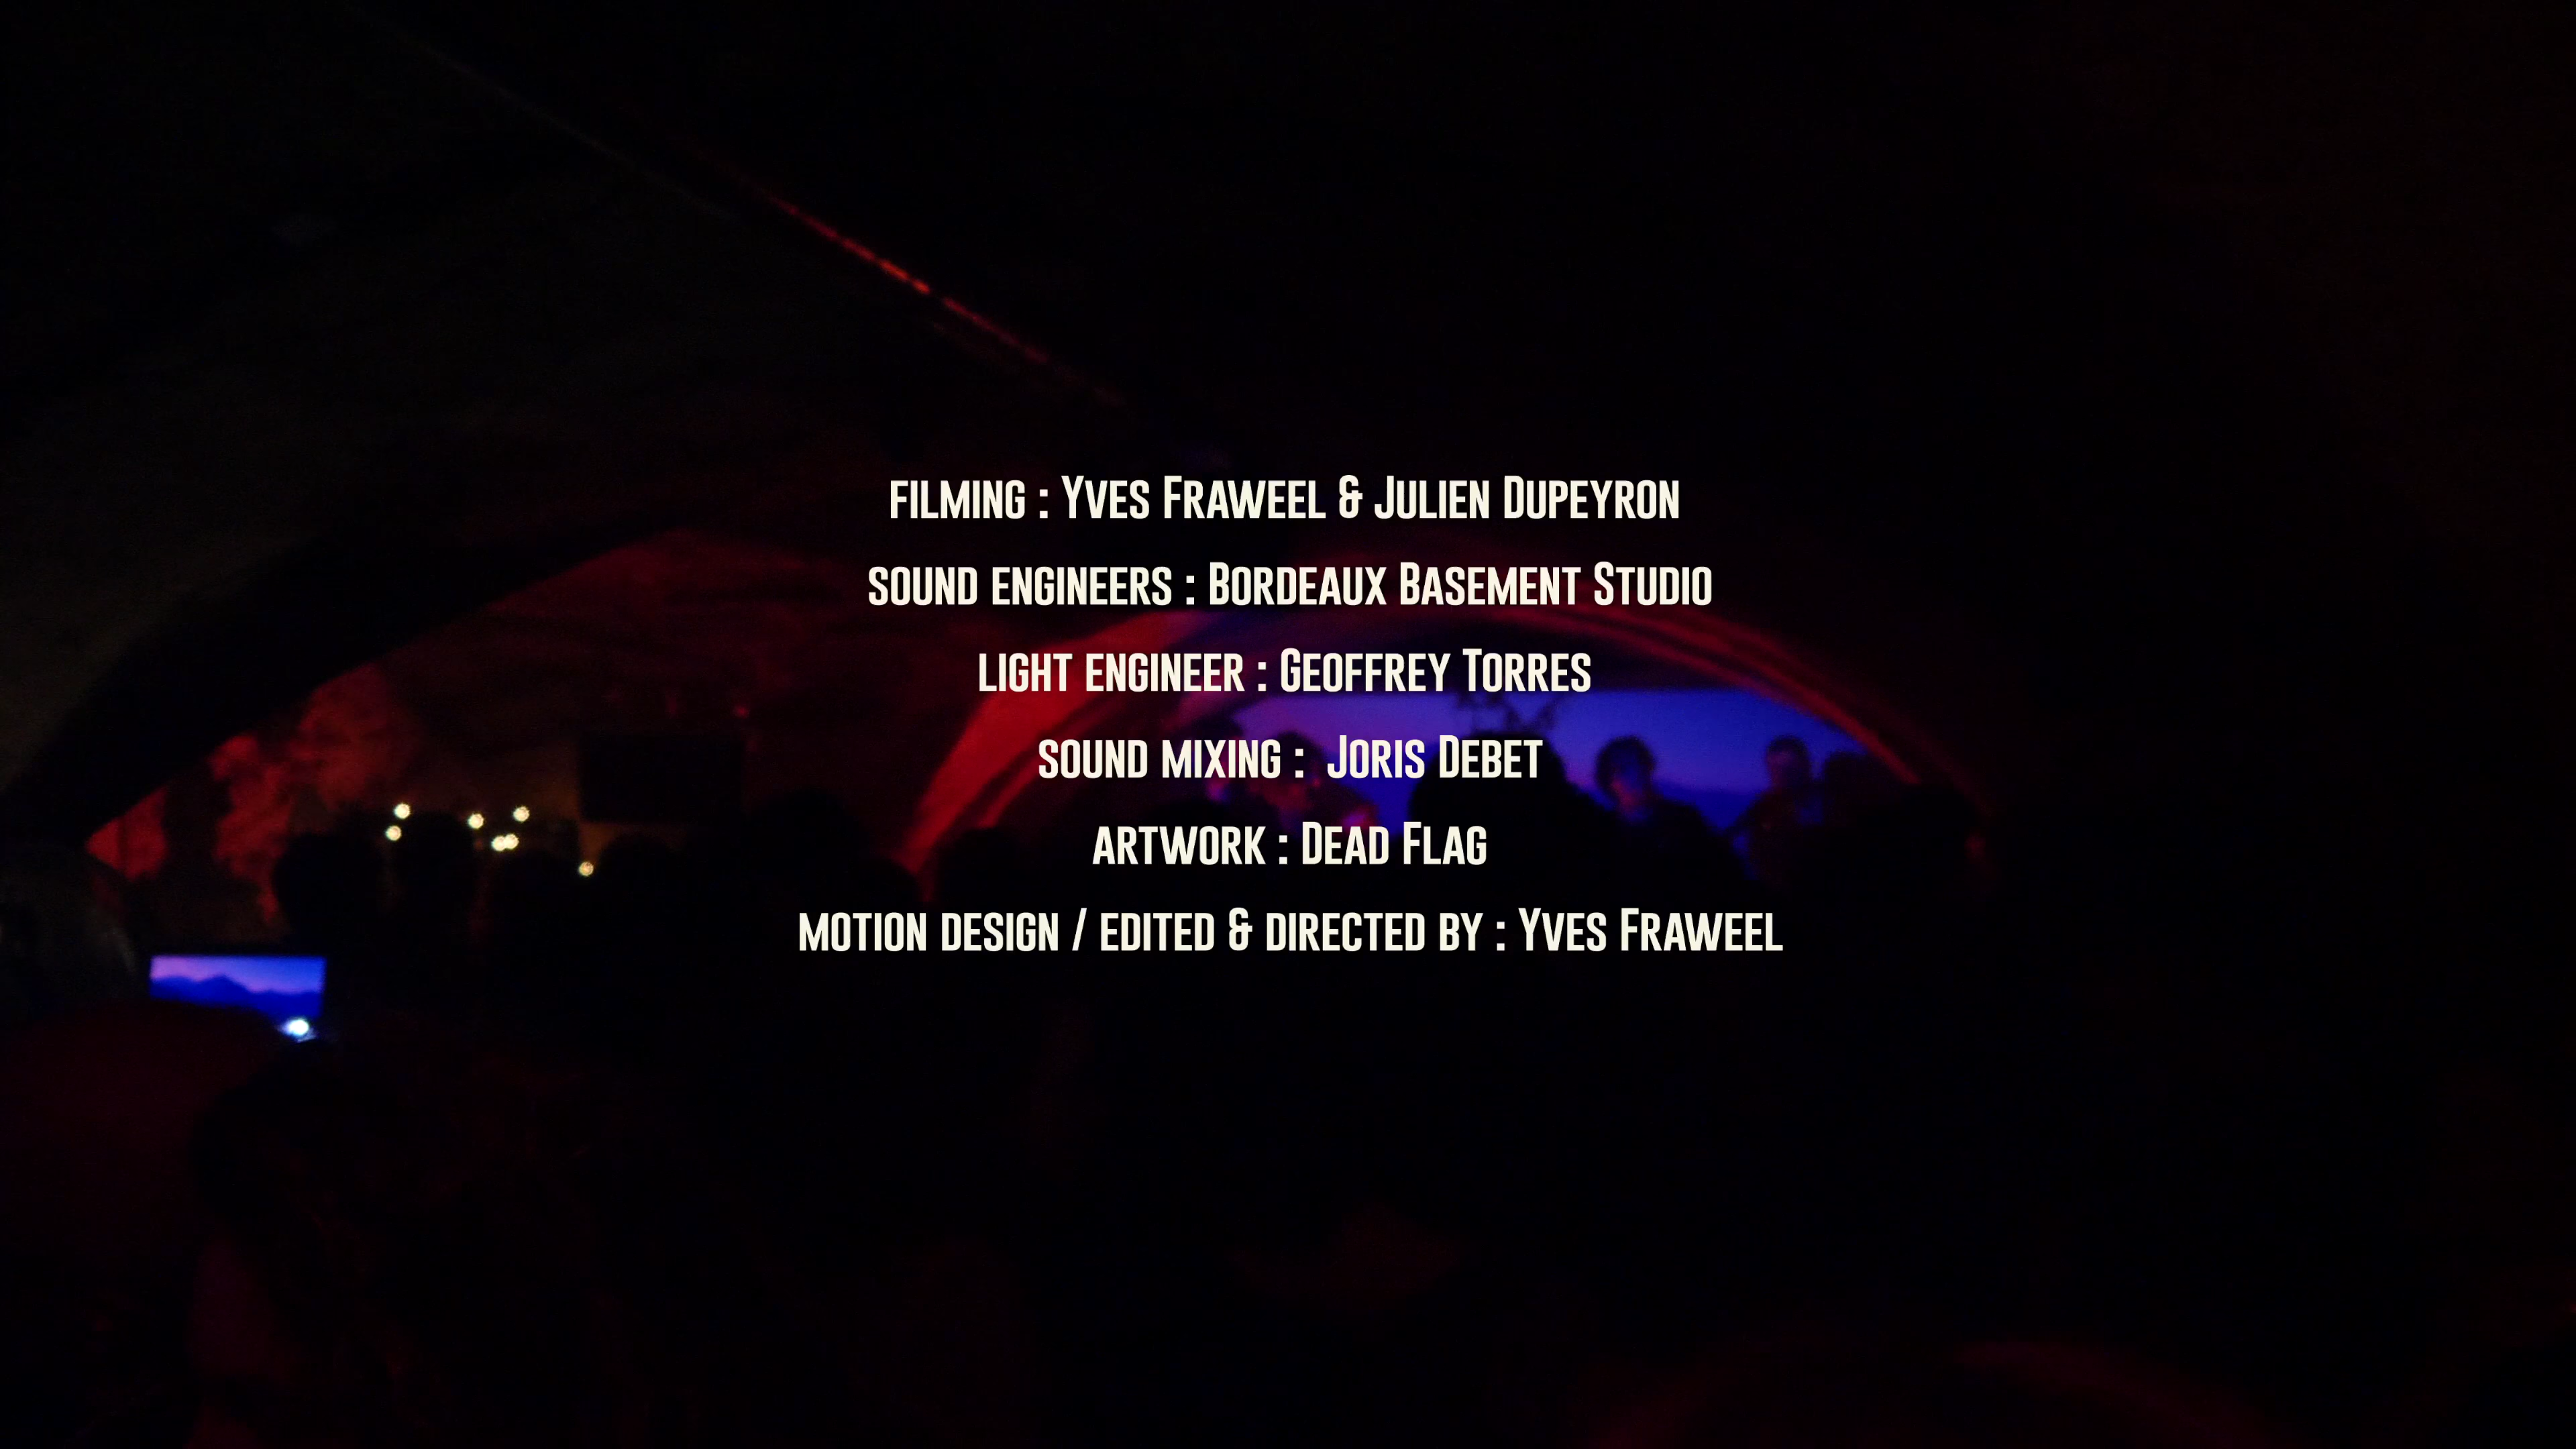 filming : Yves Fraweel & Julien Dupeyron
sound engineers : Bordeaux Basement Studio
light engineer : Geoffrey Torres
sound mixing : Joris Debet
artwork : Dead Flag
motion design / edited & directed by : Yves Fraweel